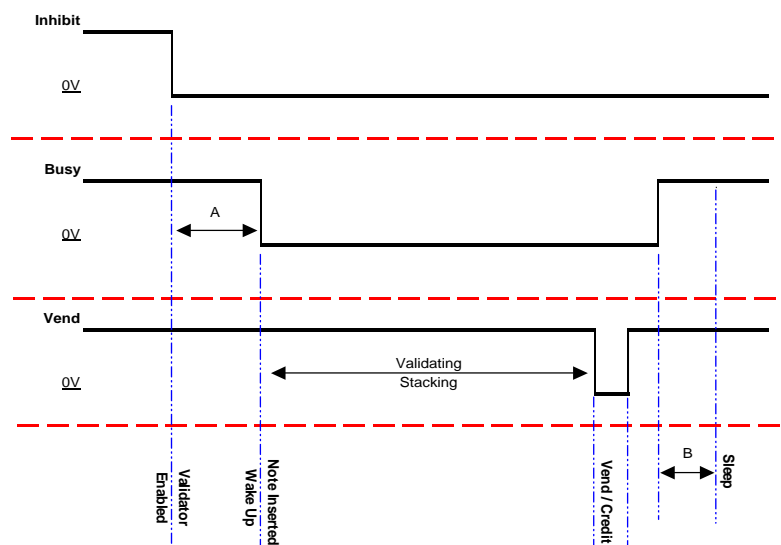 Inhibit
0V
Busy
A
0V
Vend
Validating
0V
Stacking
Validator
Enabled
Note Inserted
Wake Up
Vend / Credit
B
Sleep